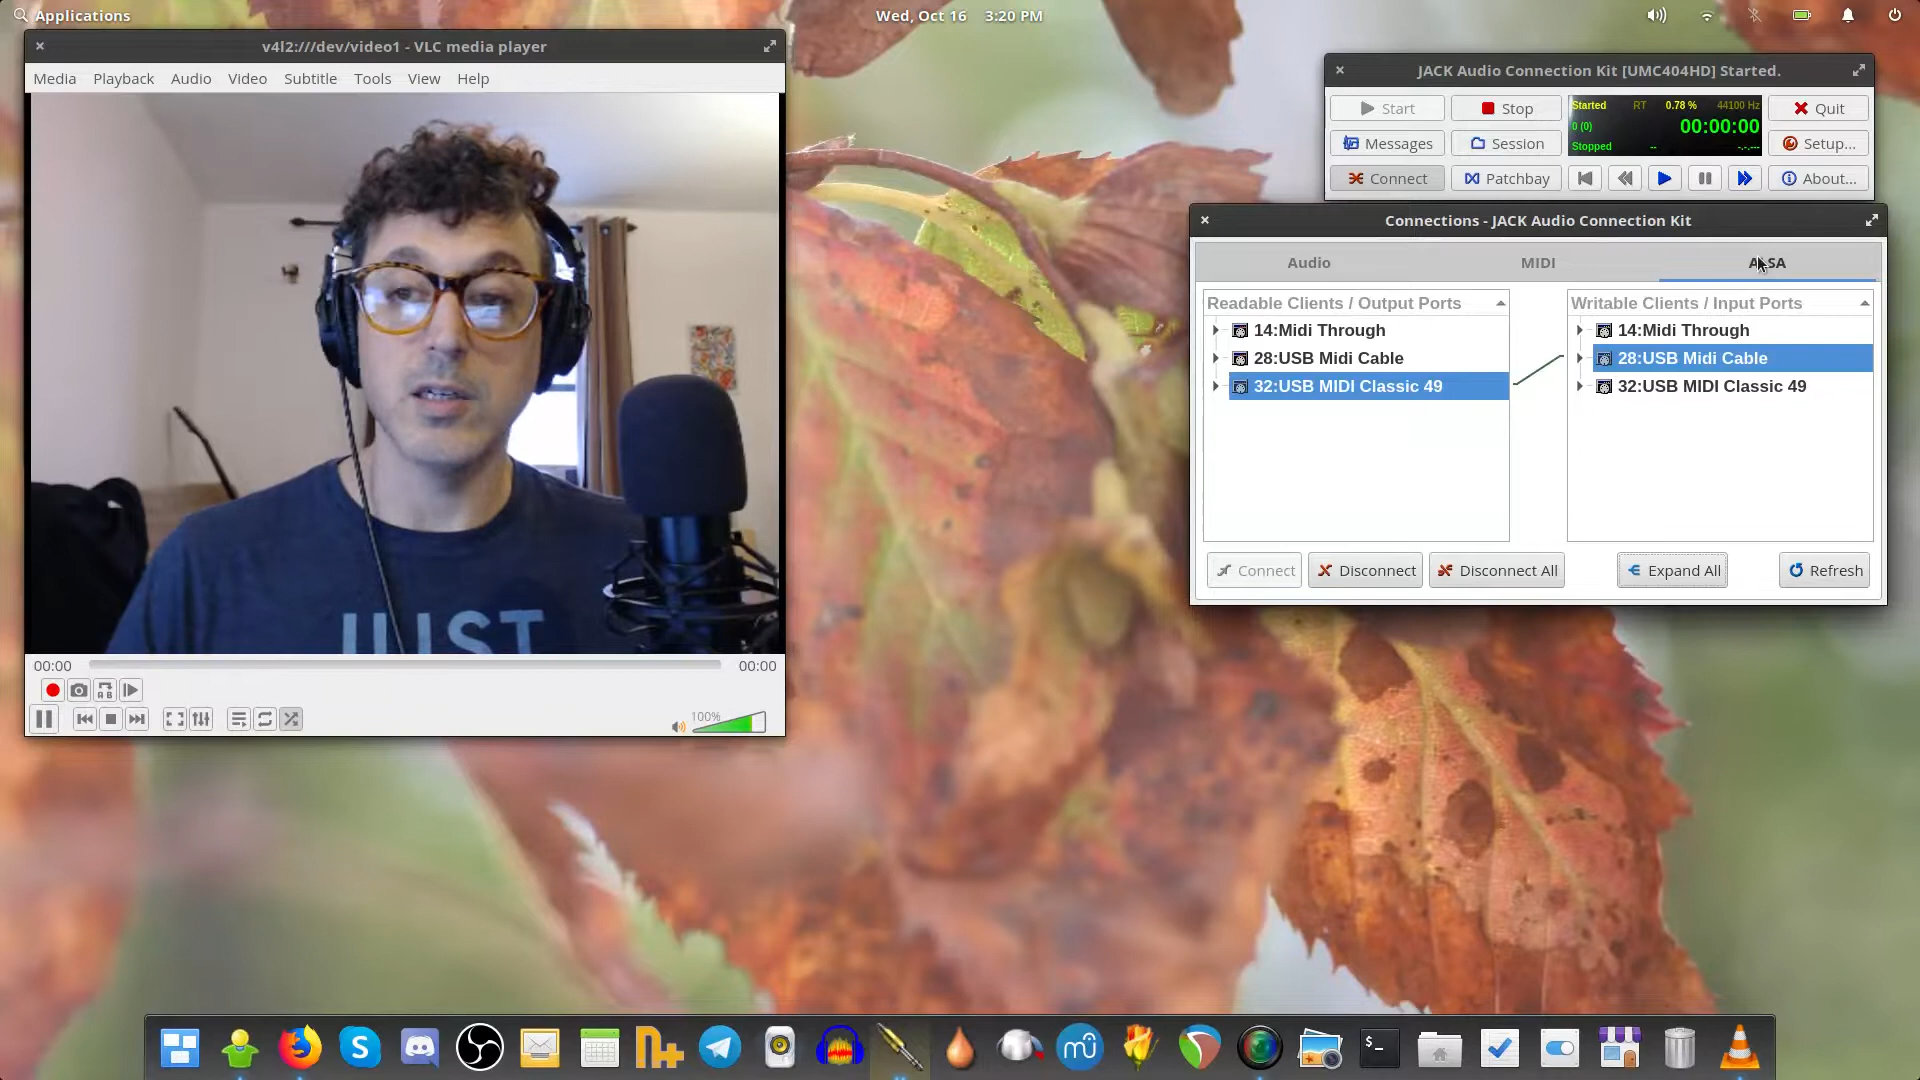 Applications
Wed, Oct 16 3:20 PM
v4l2:///dev/video1 - VLC media player
Media Playback Audio Video Subtitle Tools View Help
JUST
00:00 00:00
A B
100%
JACK Audio Connection Kit [UMC404HD] Started.
Start Stop Quit
Started RT 0.78 % 44100 Hz
0 (0) 00:00:00
Stopped -- -.-.---
Messages Session Setup...
Connect Patchbay About...
Connections - JACK Audio Connection Kit
Audio MIDI ALSA
Readable Clients / Output Ports
14:Midi Through
28:USB Midi Cable
32:USB MIDI Classic 49
Writable Clients / Input Ports
14:Midi Through
28:USB Midi Cable
32:USB MIDI Classic 49
Connect Disconnect Disconnect All Expand All Refresh